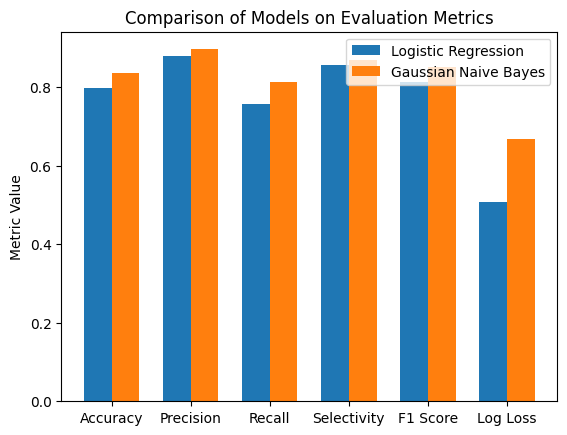 Comparison of Models on Evaluation Metrics
Logistic Regression
Gaussian Naive Bayes
Metric Value
0.8
0.6
0.4
0.2
0.0
Accuracy Precision Recall Selectivity F1 Score Log Loss